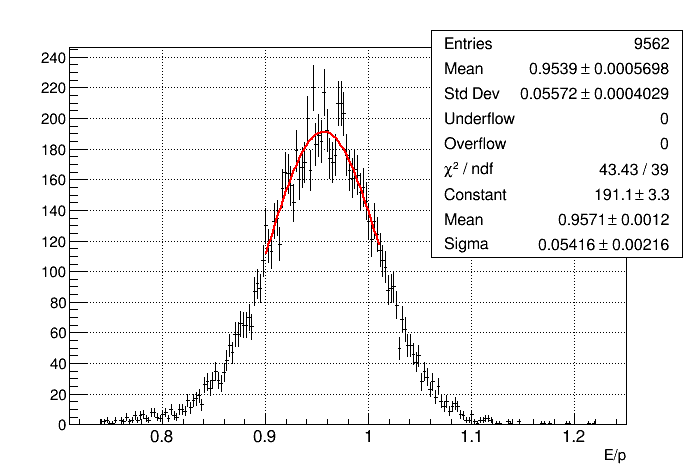 Entries 9562
Mean 0.9539 ± 0.0005698
Std Dev 0.05572 ± 0.0004029
Underflow 0
Overflow 0
χ² / ndf 43.43 / 39
Constant 191.1 ± 3.3
Mean 0.9571 ± 0.0012
Sigma 0.05416 ± 0.00216
240
220
200
180
160
140
120
100
80
60
40
20
0
0.8 0.9 1 1.1 1.2
E/p